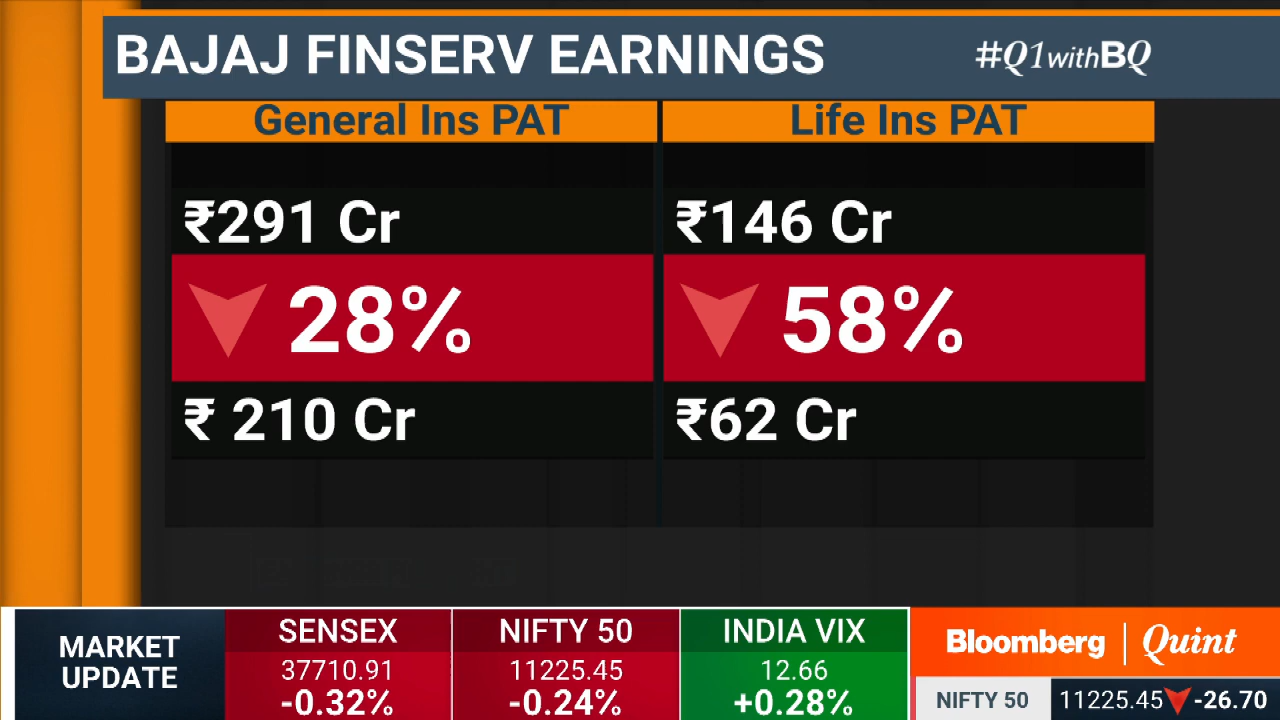 BAJAJ FINSERV EARNINGS
#Q1withBQ
General Ins PAT
Life Ins PAT
₹291 Cr
₹146 Cr
28%
58%
₹ 210 Cr
₹62 Cr
MARKET
UPDATE
SENSEX
37710.91
-0.32%
NIFTY 50
11225.45
-0.24%
INDIA VIX
12.66
+0.28%
Bloomberg | Quint
NIFTY 50
11225.45
-26.70